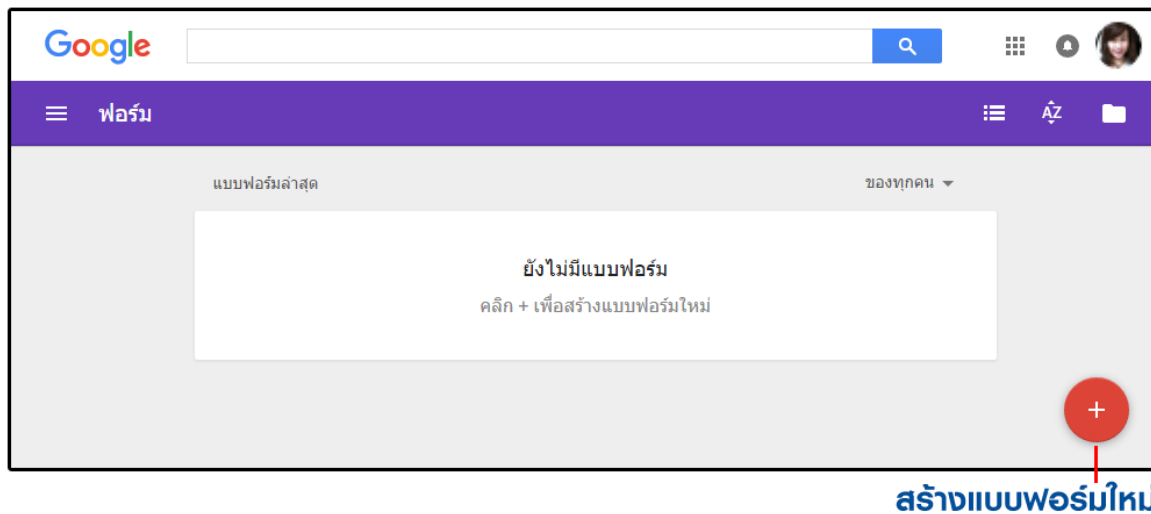 Google
ฟอร์ม
AZ
แบบฟอร์มล่าสุด
ของทุกคน
ยังไม่มีแบบฟอร์ม
คลิก + เพื่อสร้างแบบฟอร์มใหม่
+
สร้างแบบฟอร์มใหม่